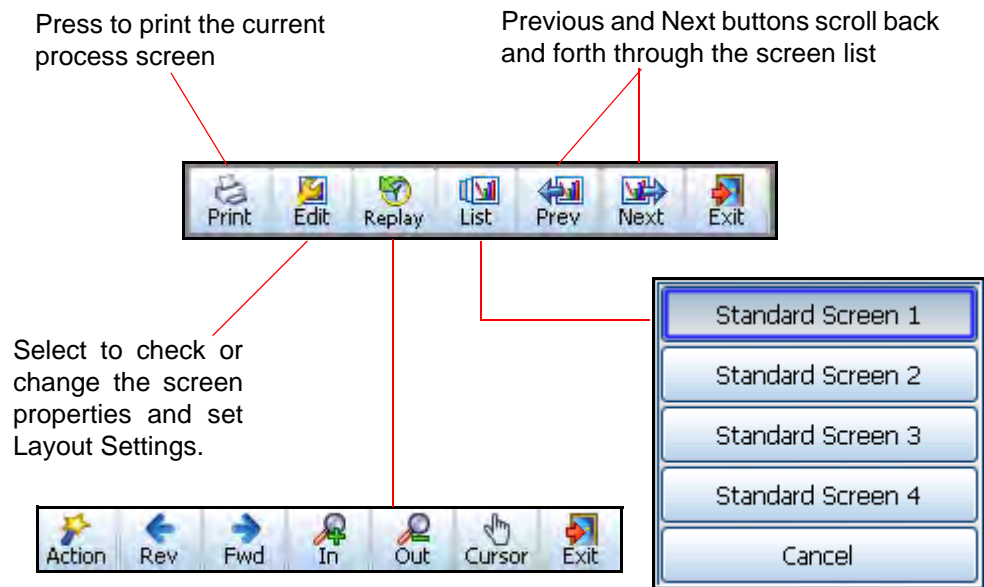 Press to print the current
process screen
Previous and Next buttons scroll back
and forth through the screen list
Print Edit Replay List Prev Next Exit
Select to check or
change the screen
properties and set
Layout Settings.
Standard Screen 1
Standard Screen 2
Standard Screen 3
Standard Screen 4
Cancel
Action Rev Fwd In Out Cursor Exit